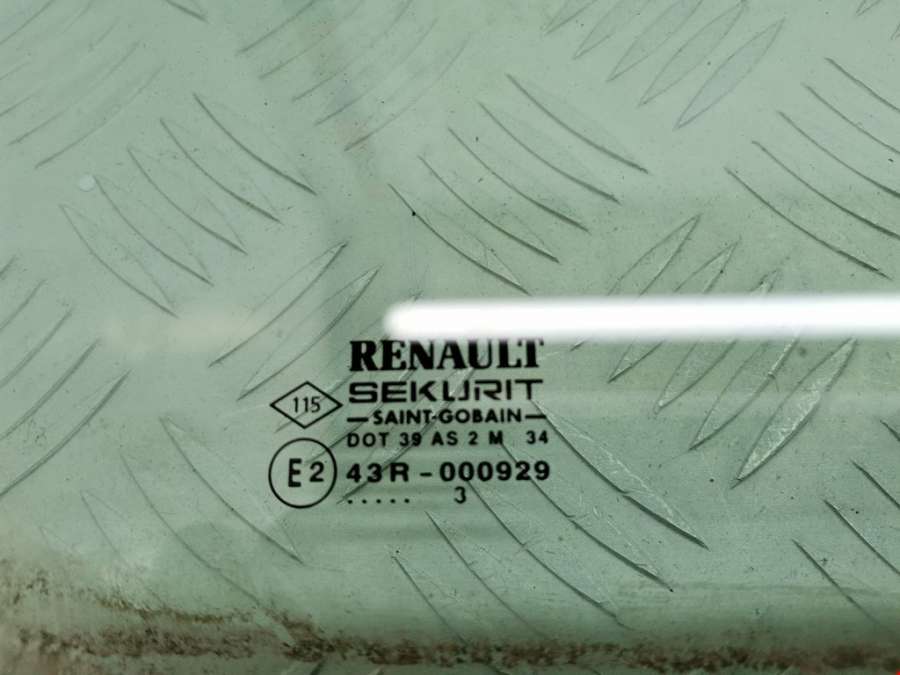 RENAULT
115
SEKURIT
SAINT-GOBAIN
DOT 39 AS 2 M 34
E2 43R-000929
..... 3